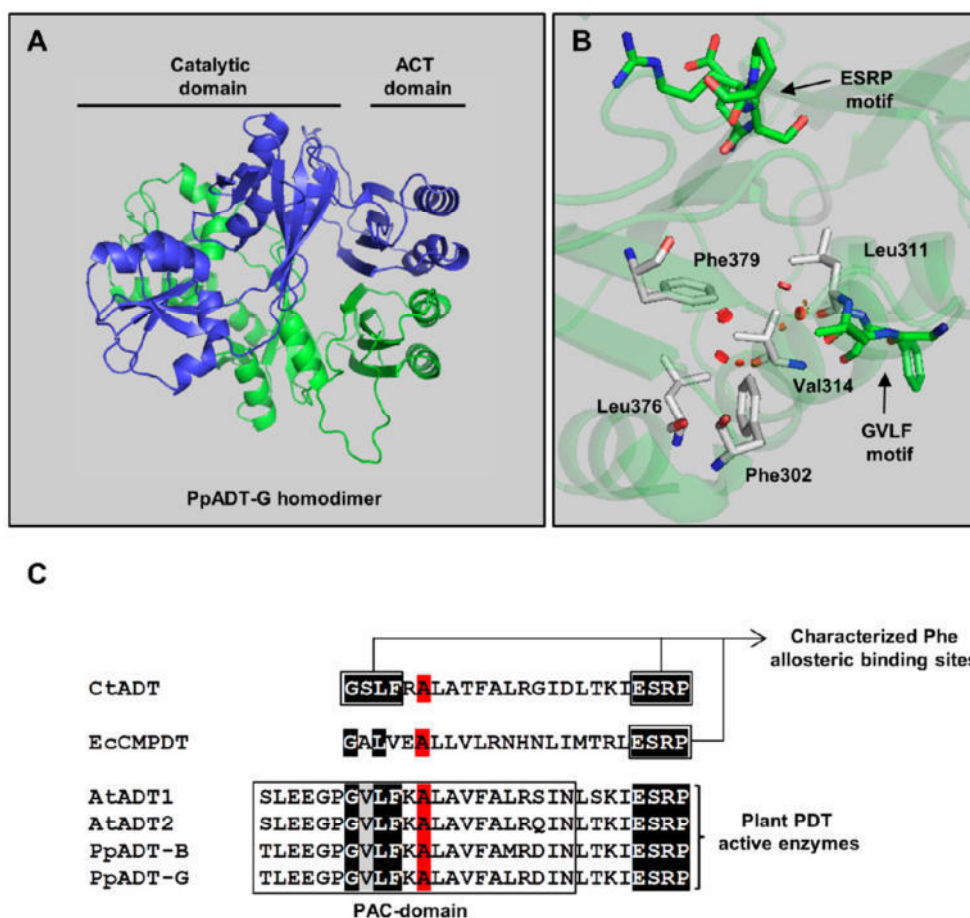 A
Catalytic
domain
ACT
domain
PpADT-G homodimer
B
ESRP
motif
Phe379
Leu311
Val314
Leu376
GVLF
motif
Phe302
C
Characterized Phe
allosteric binding sites
CtADT GSLFRALATFALRGIDLTKIESRP
EcCMPDT GALVEALLVLRNHNLIMTRLESRP
AtADT1 SLEEGPGVLFKALAVFALRSINLSKIESRP
AtADT2 SLEEGPGVLFKALAVFALRQINLTKIESRP
PpADT-B TLEEGPGVLFKALAVFAMRDINLTKIESRP
PpADT-G TLEEGPGVLFKALAVFALRDINLTKIESRP
Plant PDT
active enzymes
PAC-domain